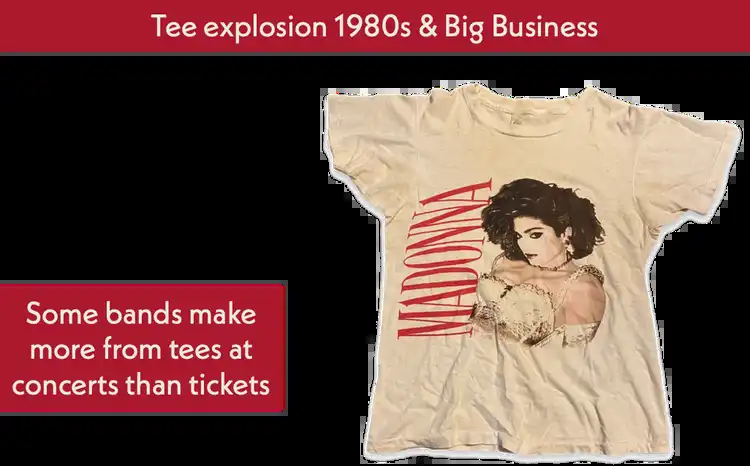 Tee explosion 1980s & Big Business
MADONNA
Some bands make
more from tees at
concerts than tickets